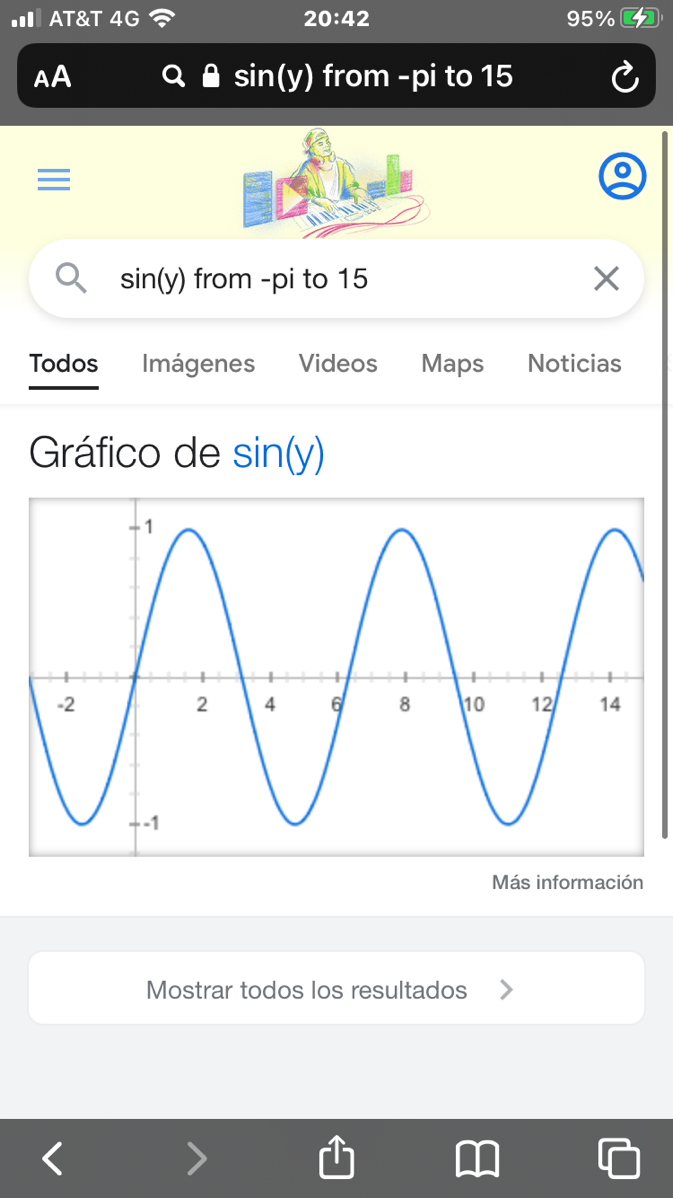 AT&T 4G 20:42 95%
AA sin(y) from -pi to 15
sin(y) from -pi to 15
Todos Imágenes Videos Maps Noticias
Gráfico de sin(y)
1
-2 2 4 6 8 10 12 14
-1
Más información
Mostrar todos los resultados